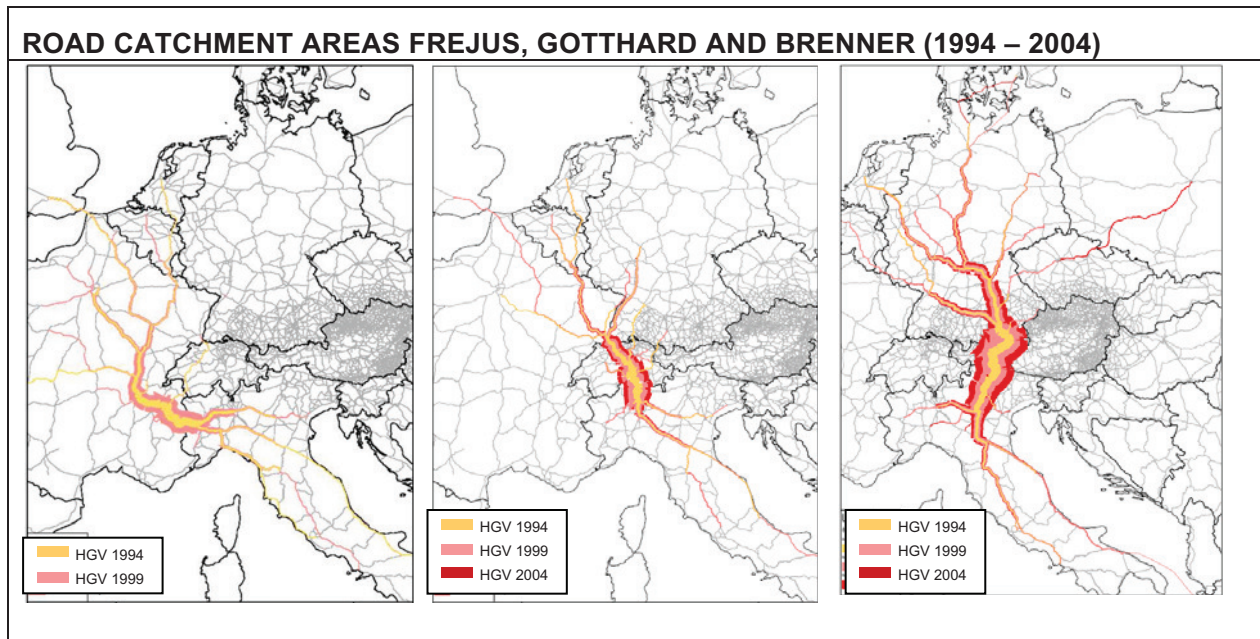 ROAD CATCHMENT AREAS FREJUS, GOTTHARD AND BRENNER (1994 – 2004)
HGV 1994
HGV 1999
HGV 1994
HGV 1999
HGV 2004
HGV 1994
HGV 1999
HGV 2004